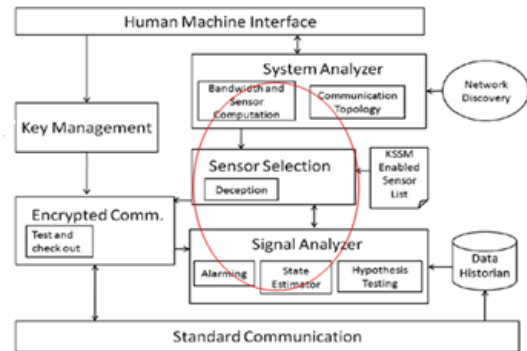 Human Machine Interface
System Analyzer
Bandwidth and
Sensor
Computation
Communication
Topology
Network
Discovery
Key Management
Sensor Selection
Deception
KSSM
Enabled
Sensor
List
Encrypted Comm.
Test and
check out
Signal Analyzer
Alarming
State
Estimator
Hypothesis
Testing
Data
Historian
Standard Communication